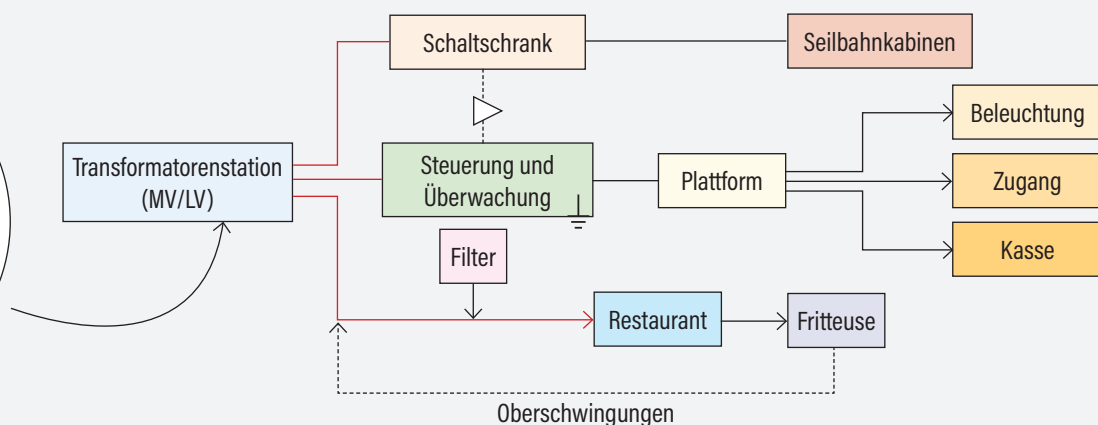 Schaltschrank
Seilbahnkabinen
Beleuchtung
Transformatorenstation
(MV/LV)
Steuerung und
Überwachung
Plattform
Zugang
Filter
Kasse
Restaurant
Fritteuse
Oberschwingungen